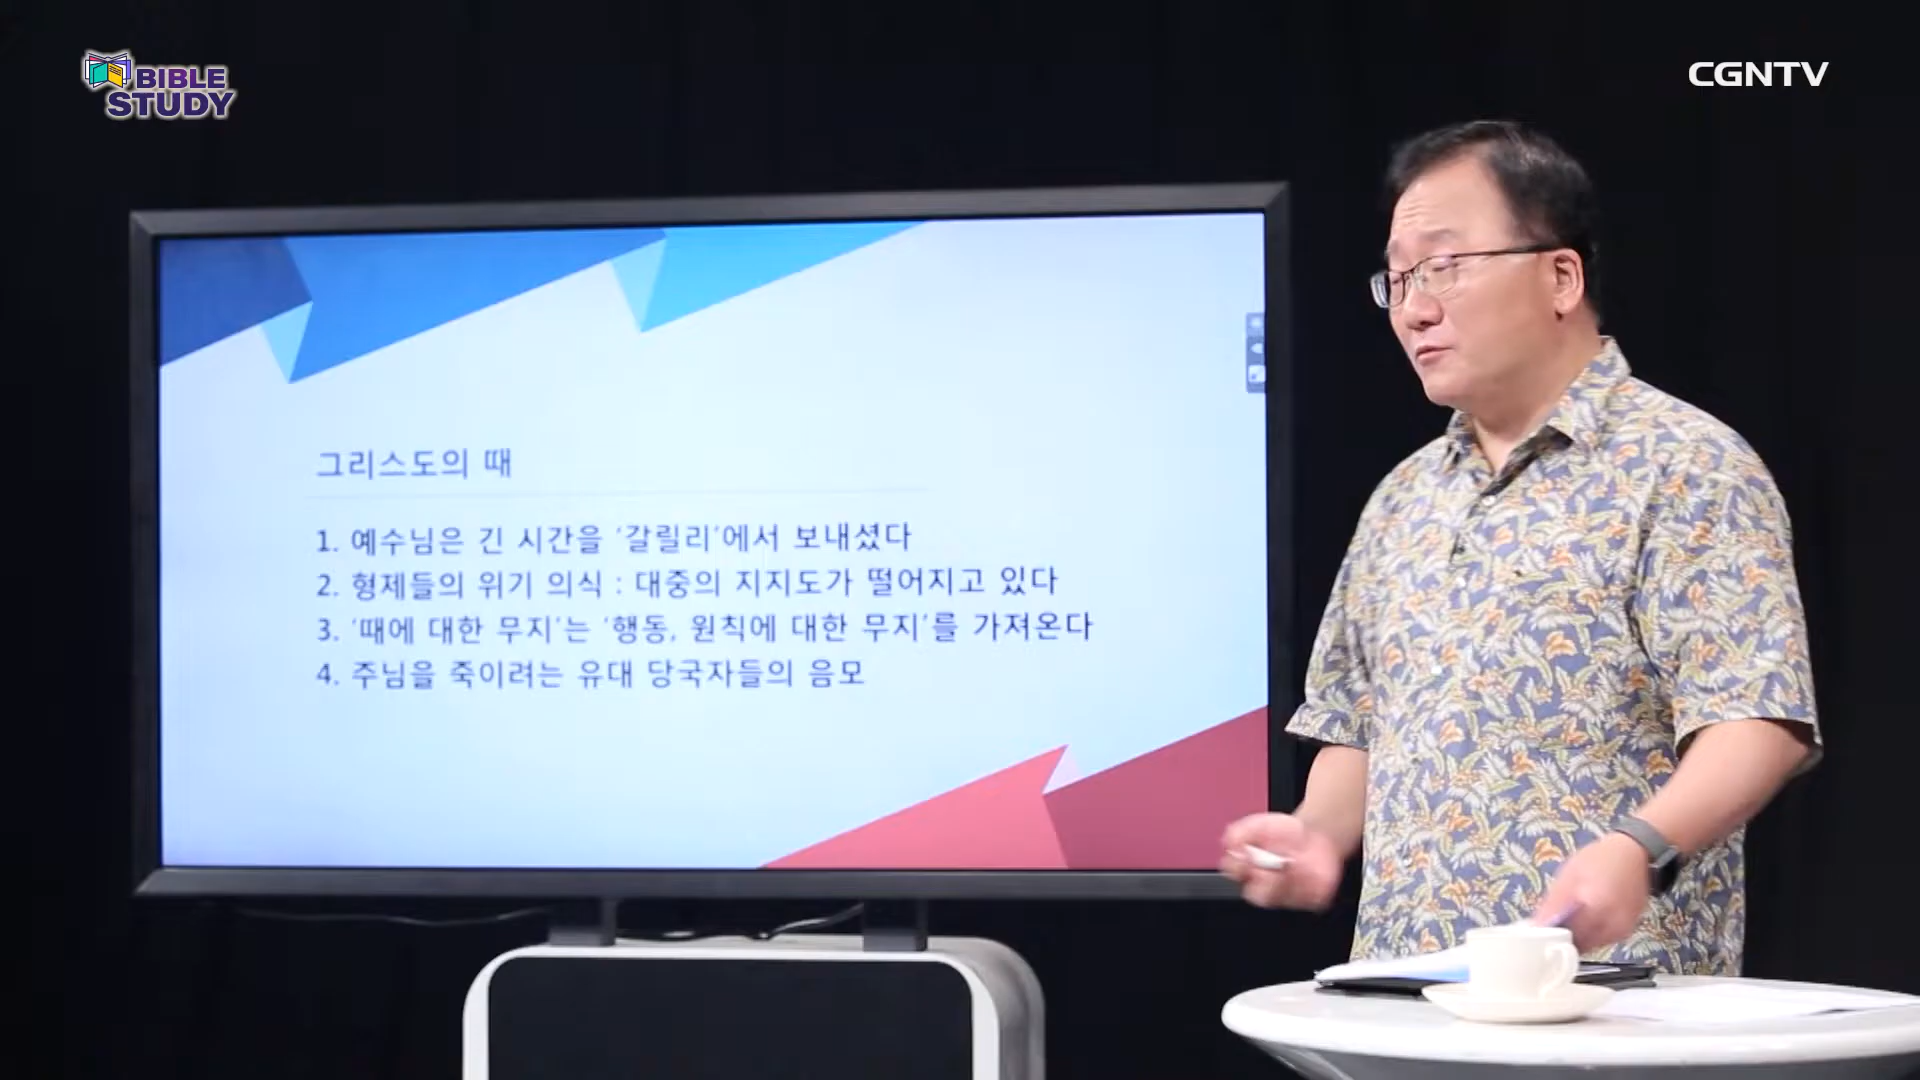 BIBLE
STUDY
CGNTV
그리스도의 때
1. 예수님은 긴 시간을 '갈릴리'에서 보내셨다
2. 형제들의 위기 의식 : 대중의 지지도가 떨어지고 있다
3. '때에 대한 무지'는 '행동, 원칙에 대한 무지'를 가져온다
4. 주님을 죽이려는 유대 당국자들의 음모